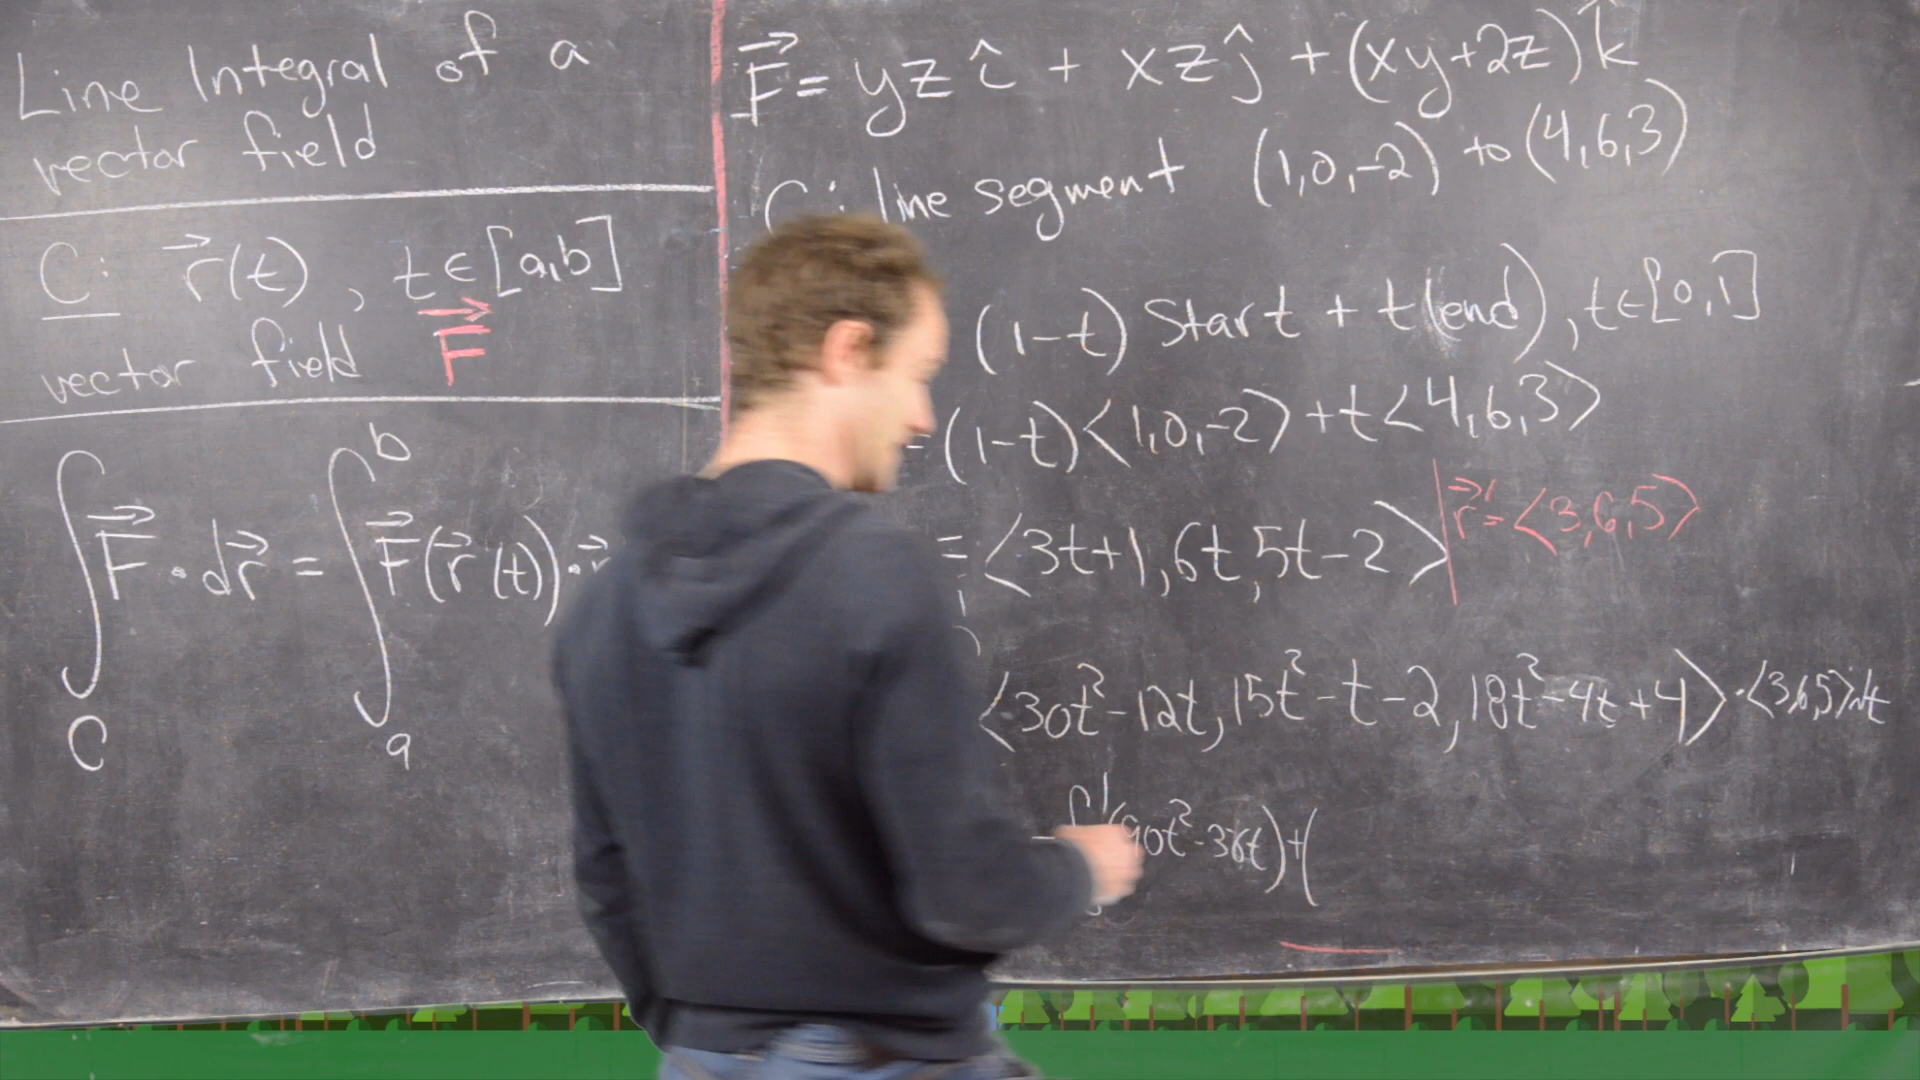 Line Integral of a
vector field
C: r⃗(t), t∈[a,b]
vector field F⃗
∫_C F⃗·dr⃗ = ∫_a^b F⃗(r⃗(t))·r⃗
F⃗ = yz î + xz ĵ + (xy+2z) k̂
C: line segment (1,0,-2) to (4,6,3)
(1-t) Start + t(end), t∈[0,1]
= (1-t)<1,0,-2> + t<4,6,3>
= <3t+1, 6t, 5t-2>
r⃗' = <3,6,5>
<30t²-12t, 15t²-t-2, 18t²-4t+4>·<3,6,5>dt
= ∫¹(90t²-36t)+(